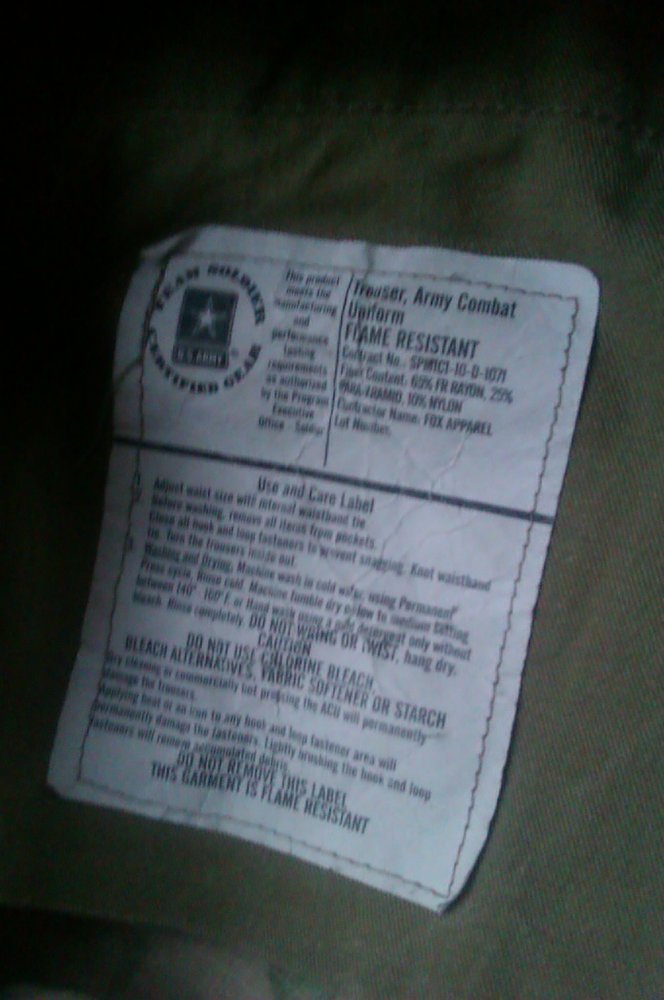 TEAM SOLDIER
U.S. ARMY
CERTIFIED GEAR
This product
meets the
manufacturing
and
performance
testing
requirements
as authorized
by the Program
Executive
Office - Soldier
Trouser, Army Combat
Uniform
FLAME RESISTANT
Contract No.: SPM1C1-10-D-1071
Fiber Content: 65% FR RAYON, 25%
PARA-ARAMID, 10% NYLON
Contractor Name: FOX APPAREL
Lot Number:
Use and Care Label
Adjust waist size with internal waistband tie.
Before washing, remove all items from pockets.
Close all hook and loop fasteners to prevent snagging. Knot waistband
tie. Turn the trousers inside out.
Washing and Drying. Machine wash in cold water using Permanent
Press cycle, Rinse cold. Machine tumble dry on low to medium setting
between 140°-160°F. or Hand wash using a mild detergent only without
bleach. Rinse completely. DO NOT WRING OR TWIST, hang dry.
CAUTION
DO NOT USE CHLORINE BLEACH,
BLEACH ALTERNATIVES, FABRIC SOFTENER OR STARCH
Dry cleaning or commercially hot pressing the ACU will permanently
damage the trousers.
Applying heat or an iron to any hook and loop fastener area will
permanently damage the fasteners. Lightly brushing the hook and loop
fasteners will remove accumulated debris.
DO NOT REMOVE THIS LABEL
THIS GARMENT IS FLAME RESISTANT